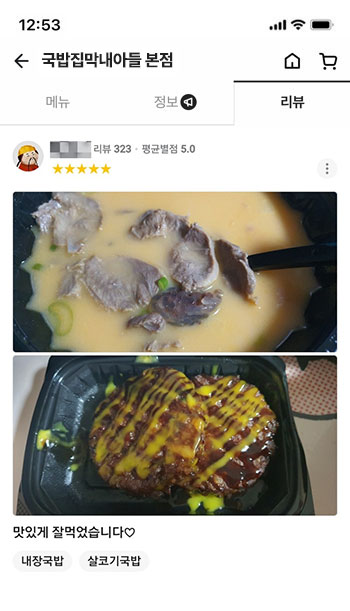 12:53
국밥집막내아들 본점
메뉴
정보
리뷰
리뷰 323 · 평균별점 5.0
맛있게 잘먹었습니다♡
내장국밥 살코기국밥